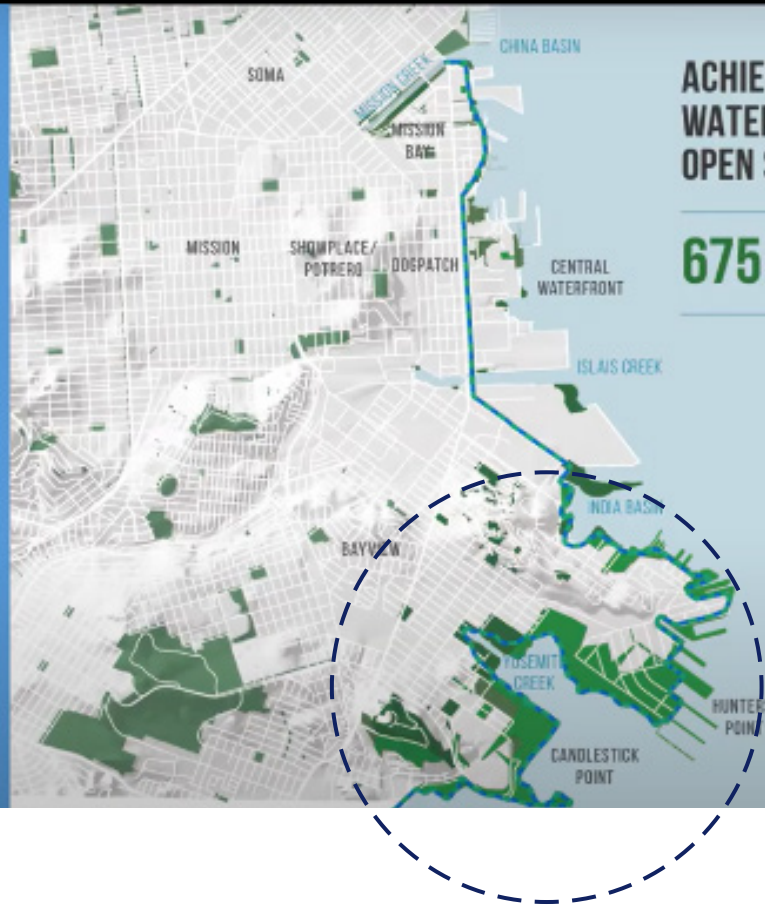 CHINA BASIN
SOMA
MISSION CREEK
MISSION
BAY
ACHIE
WATE
OPEN
MISSION
SHOWPLACE/
POTRERO
DOGPATCH
CENTRAL
WATERFRONT
675
ISLAIS CREEK
INDIA BASIN
BAYVIEW
YOSEMITE
CREEK
HUNTER
POINT
CANDLESTICK
POINT